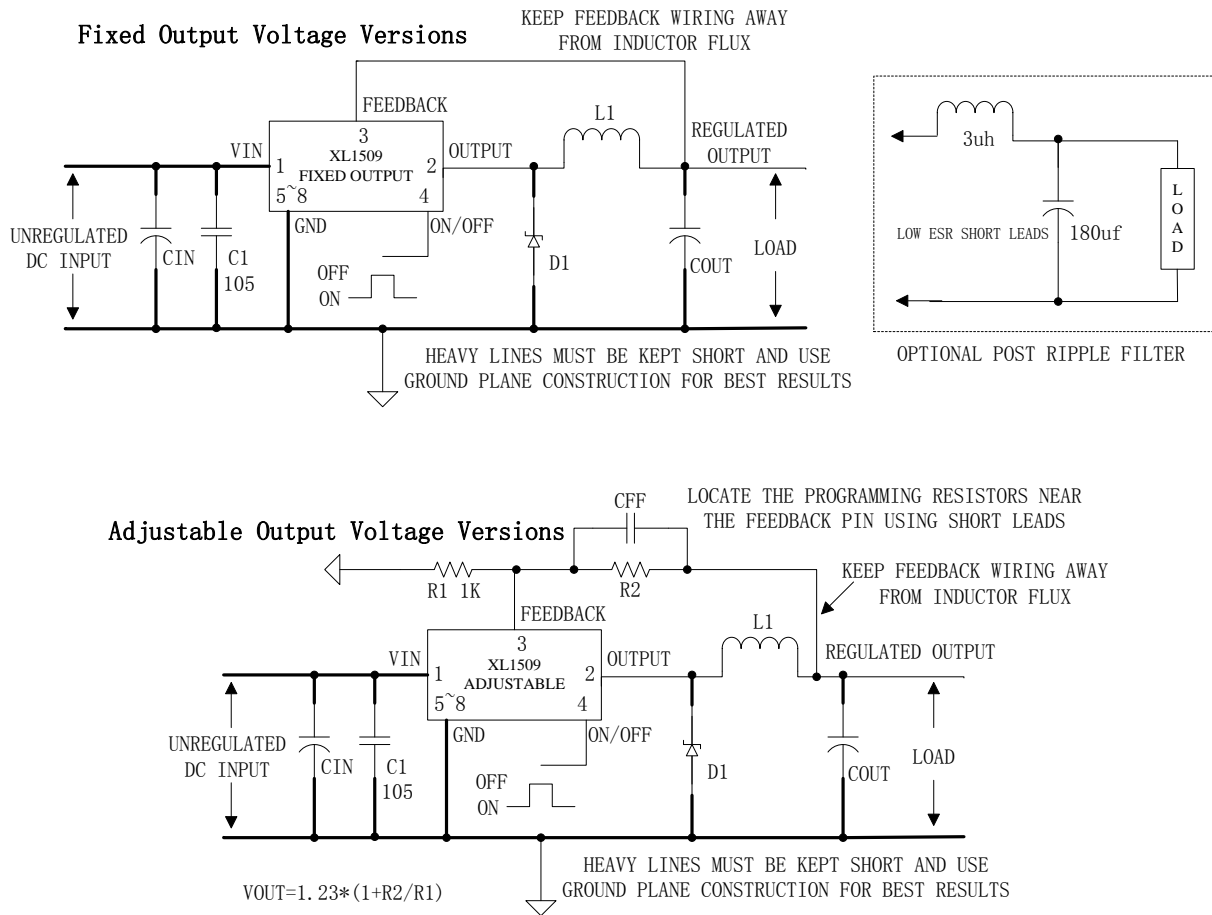 Fixed Output Voltage Versions
KEEP FEEDBACK WIRING AWAY
FROM INDUCTOR FLUX
FEEDBACK
3
XL1509
FIXED OUTPUT
VIN
1
2
OUTPUT
5~8
4
GND
ON/OFF
L1
REGULATED
OUTPUT
UNREGULATED
DC INPUT
CIN
C1
105
OFF
ON
D1
COUT
LOAD
HEAVY LINES MUST BE KEPT SHORT AND USE
GROUND PLANE CONSTRUCTION FOR BEST RESULTS
3uh
LOW ESR SHORT LEADS
180uf
LOAD
OPTIONAL POST RIPPLE FILTER
Adjustable Output Voltage Versions
CFF
LOCATE THE PROGRAMMING RESISTORS NEAR
THE FEEDBACK PIN USING SHORT LEADS
R1 1K
R2
KEEP FEEDBACK WIRING AWAY
FROM INDUCTOR FLUX
FEEDBACK
3
XL1509
ADJUSTABLE
VIN
1
2
OUTPUT
5~8
4
GND
ON/OFF
L1
REGULATED OUTPUT
UNREGULATED
DC INPUT
CIN
C1
105
OFF
ON
D1
COUT
LOAD
HEAVY LINES MUST BE KEPT SHORT AND USE
GROUND PLANE CONSTRUCTION FOR BEST RESULTS
VOUT=1.23*(1+R2/R1)